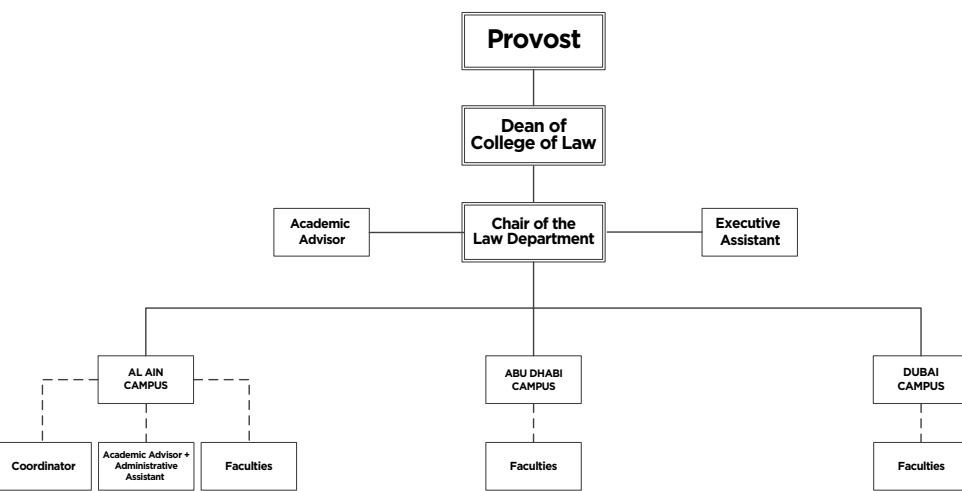 Provost
Dean of
College of Law
Academic
Advisor
Chair of the
Law Department
Executive
Assistant
AL AIN
CAMPUS
ABU DHABI
CAMPUS
DUBAI
CAMPUS
Coordinator
Academic Advisor +
Administrative
Assistant
Faculties
Faculties
Faculties